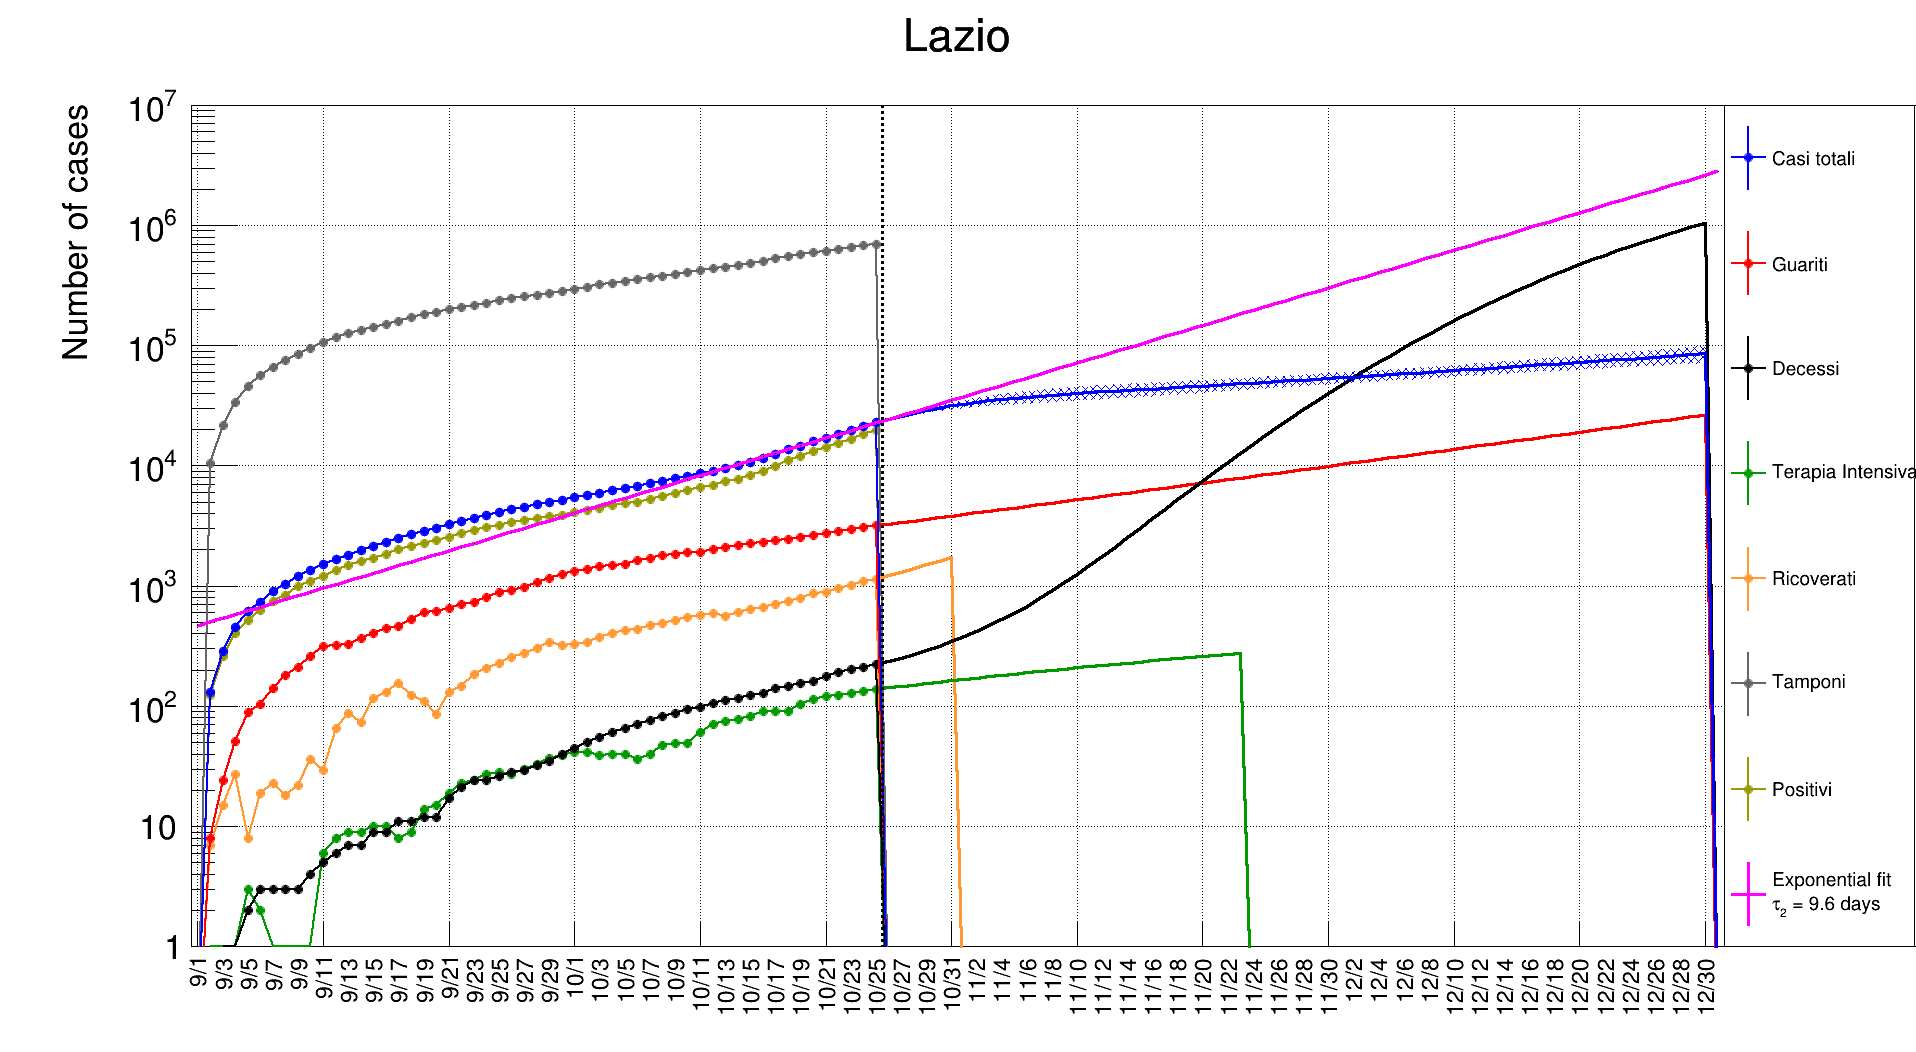 Lazio
Number of cases
10^7
10^6
10^5
10^4
10^3
10^2
10
1
9/1 9/3 9/5 9/7 9/9 9/11 9/13 9/15 9/17 9/19 9/21 9/23 9/25 9/27 9/29 10/1 10/3 10/5 10/7 10/9 10/11 10/13 10/15 10/17 10/19 10/21 10/23 10/25 10/27 10/29 10/31 11/2 11/4 11/6 11/8 11/10 11/12 11/14 11/16 11/18 11/20 11/22 11/24 11/26 11/28 11/30 12/2 12/4 12/6 12/8 12/10 12/12 12/14 12/16 12/18 12/20 12/22 12/24 12/26 12/28 12/30
Casi totali
Guariti
Decessi
Terapia Intensiva
Ricoverati
Tamponi
Positivi
Exponential fit
τ₂ = 9.6 days